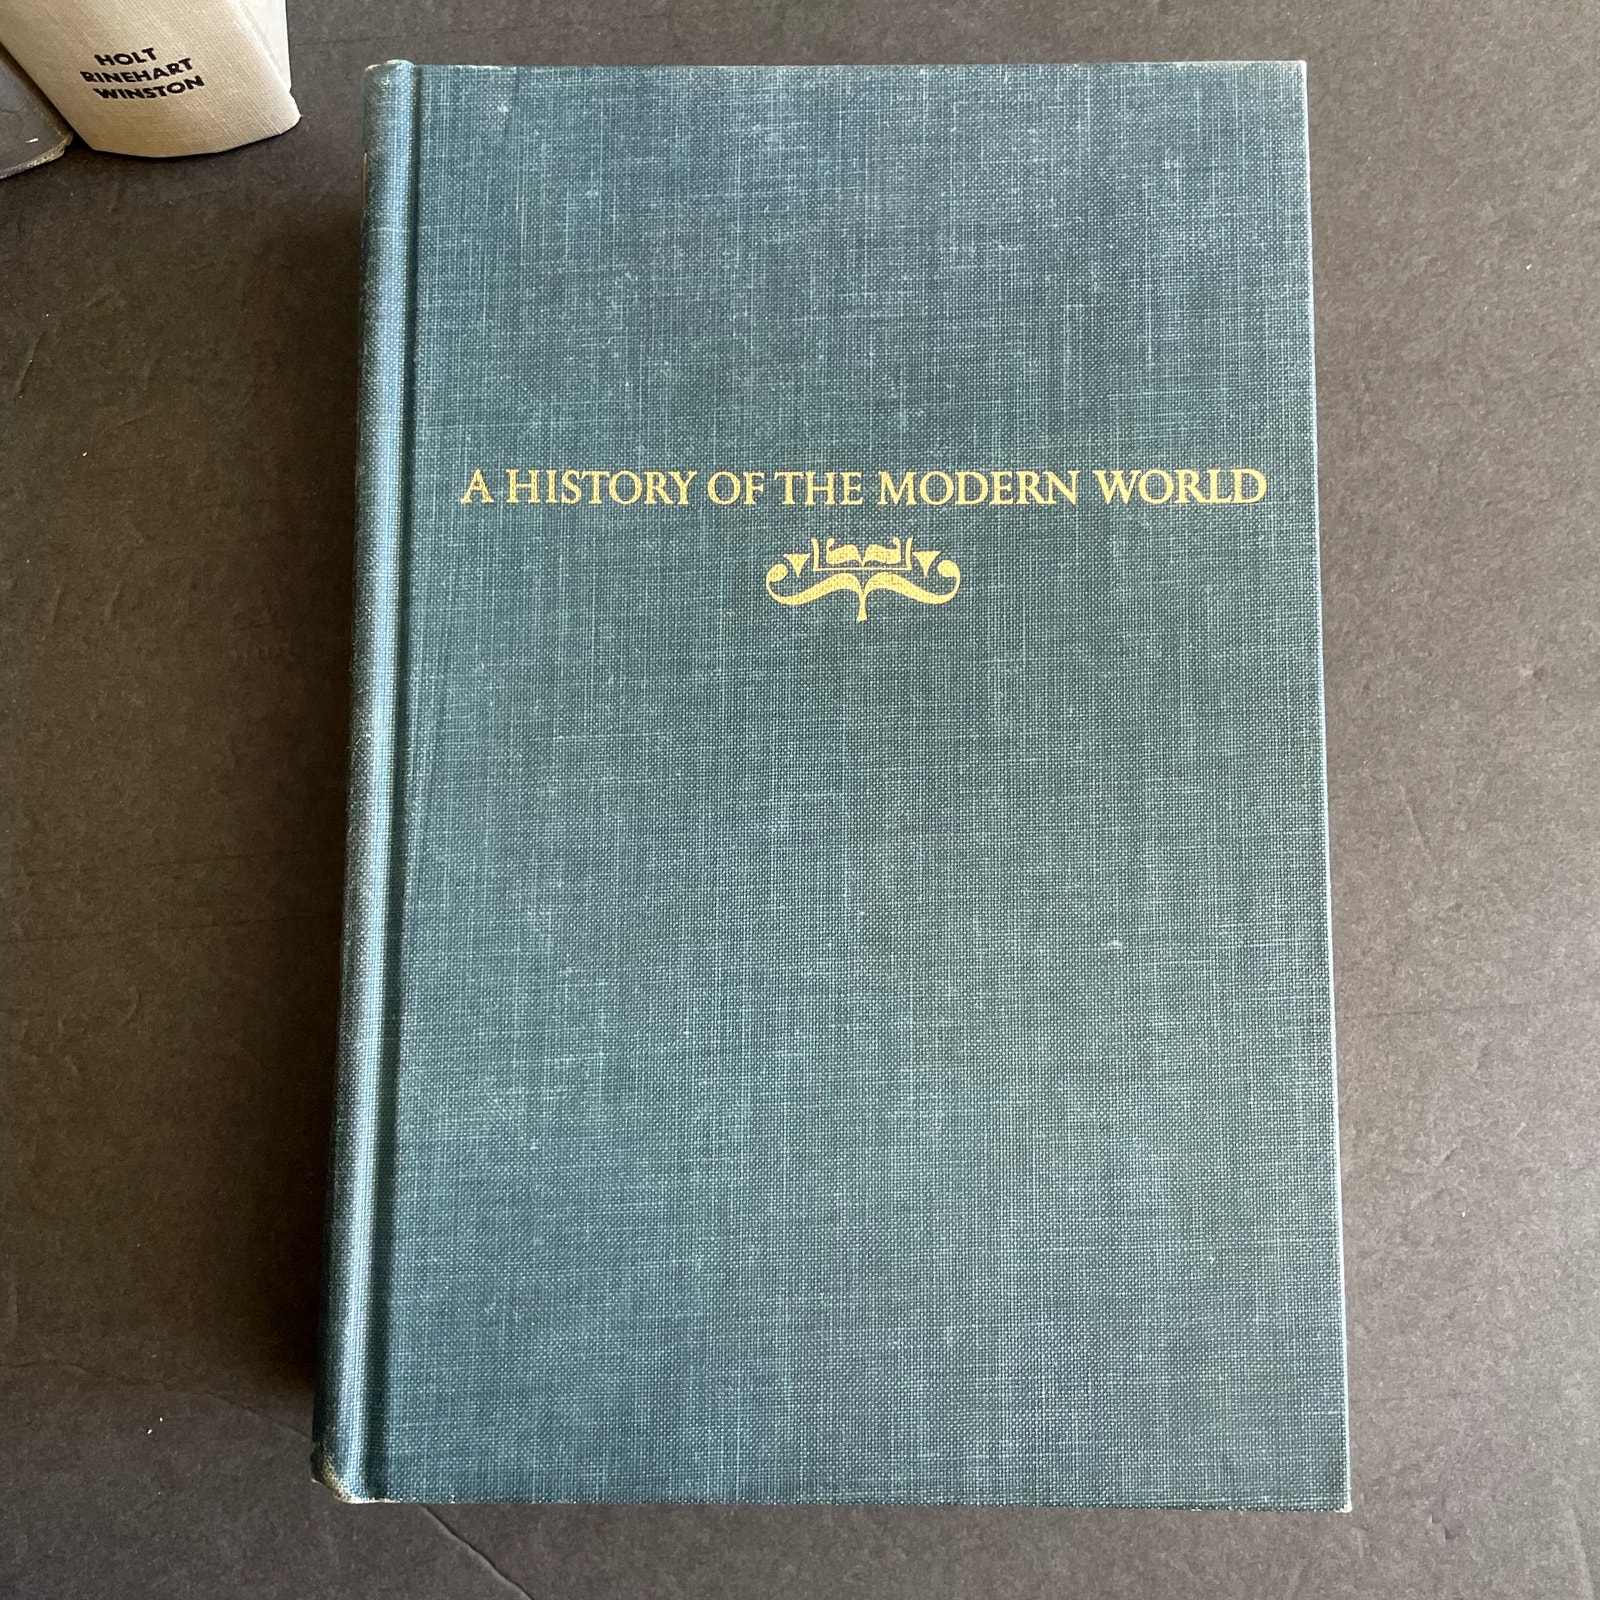 HOLT
RINEHART
WINSTON
A HISTORY OF THE MODERN WORLD